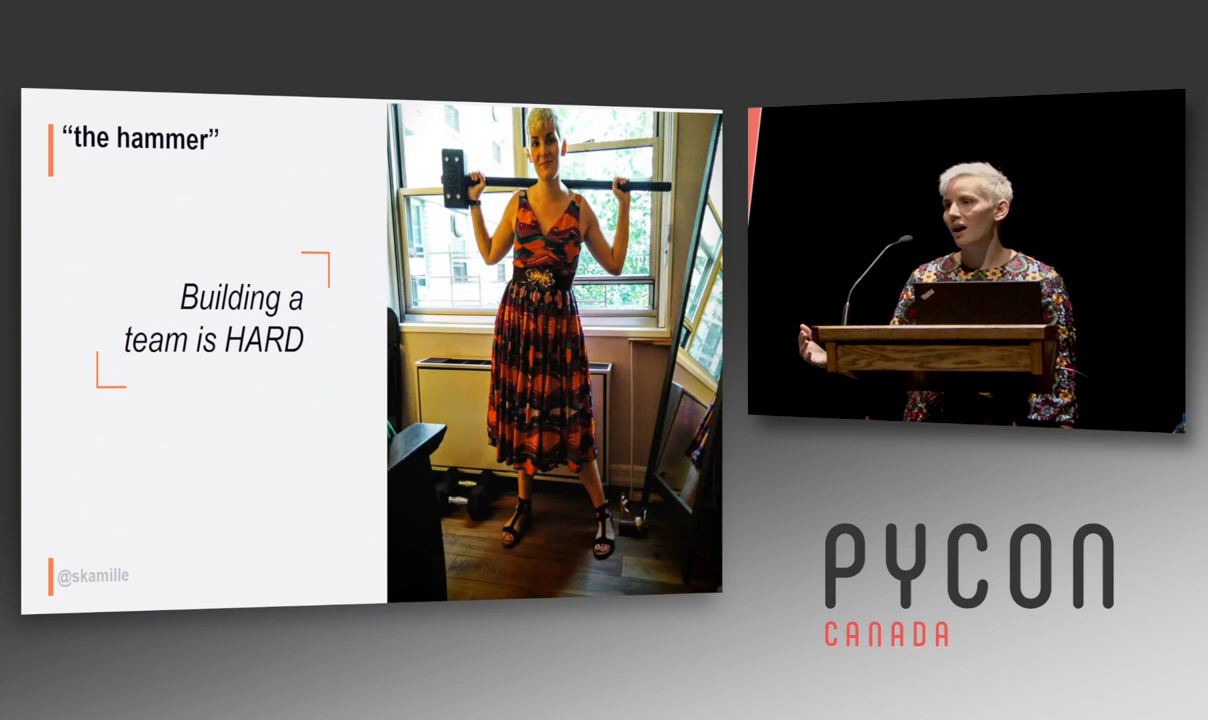 “the hammer”
Building a
team is HARD
@skamille
PYCON
CANADA